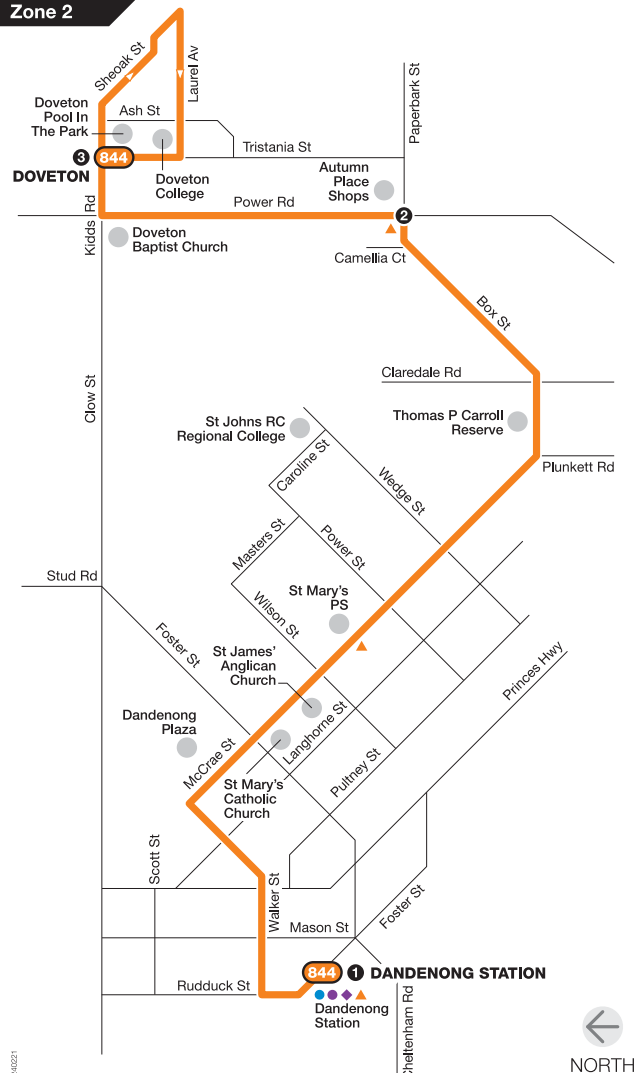 Zone 2
Sheoak St
Laurel Av
Paperbark St
Doveton
Pool In
The Park
Ash St
Tristania St
3
844
DOVETON
Doveton
College
Autumn
Place
Shops
Kidds Rd
Power Rd
2
Doveton
Baptist Church
Camellia Ct
Box St
Clow St
Claredale Rd
St Johns RC
Regional College
Thomas P Carroll
Reserve
Caroline St
Wedge St
Plunkett Rd
Masters St
Power St
Stud Rd
St Mary's
PS
Wilson St
Foster St
St James'
Anglican
Church
Princes Hwy
Dandenong
Plaza
Langhorne St
McCrae St
Pultney St
St Mary's
Catholic
Church
Scott St
Walker St
Foster St
Mason St
844
1
DANDENONG STATION
Rudduck St
Dandenong
Station
Cheltenham Rd
240221
NORTH